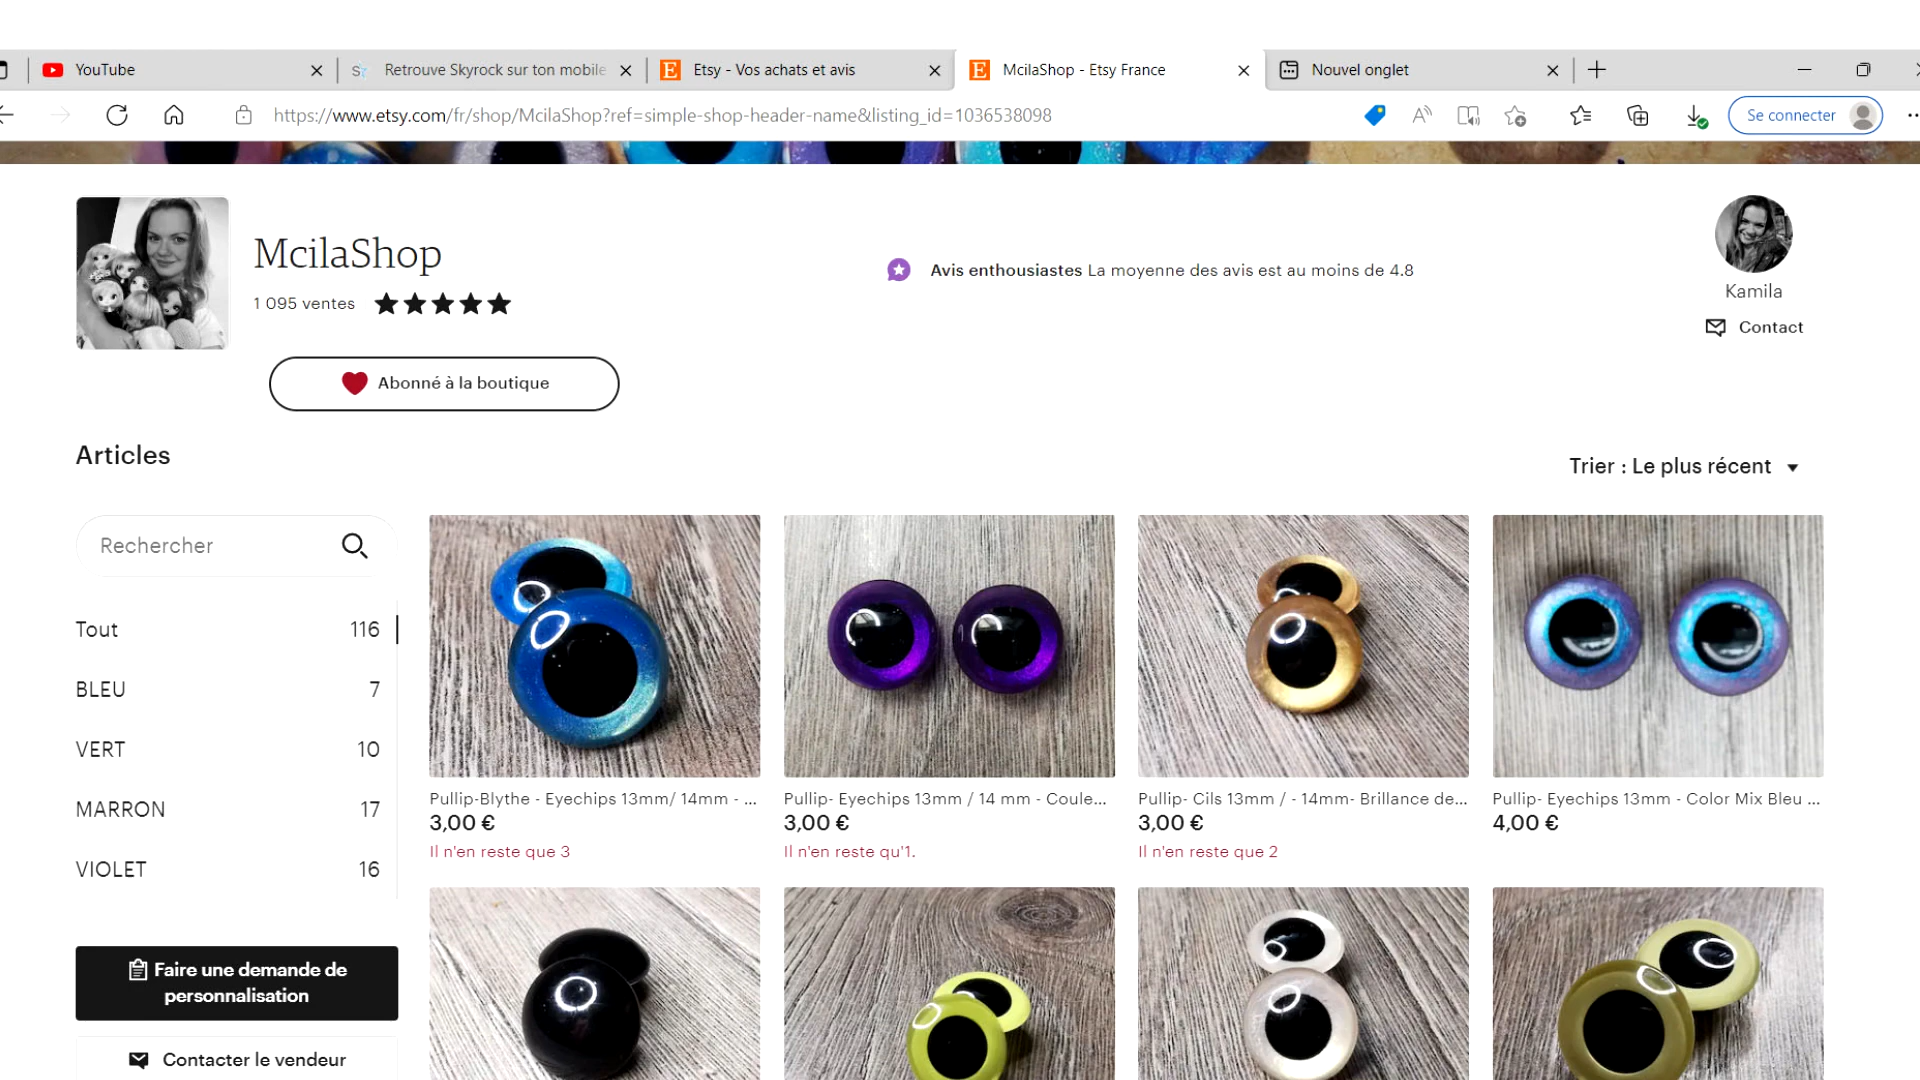 YouTube
Retrouve Skyrock sur ton mobile
Etsy - Vos achats et avis
McilaShop - Etsy France
Nouvel onglet
https://www.etsy.com/fr/shop/McilaShop?ref=simple-shop-header-name&listing_id=1036538098
Se connecter
McilaShop
1 095 ventes
Avis enthousiastes La moyenne des avis est au moins de 4.8
Kamila
Contact
Abonné à la boutique
Articles
Trier : Le plus récent
Rechercher
Tout 116
BLEU 7
VERT 10
MARRON 17
VIOLET 16
Faire une demande de
personnalisation
Contacter le vendeur
Pullip-Blythe - Eyechips 13mm/ 14mm - ...
3,00 €
Il n'en reste que 3
Pullip- Eyechips 13mm / 14 mm - Coule...
3,00 €
Il n'en reste qu'1.
Pullip- Cils 13mm / - 14mm- Brillance de...
3,00 €
Il n'en reste que 2
Pullip- Eyechips 13mm - Color Mix Bleu ...
4,00 €